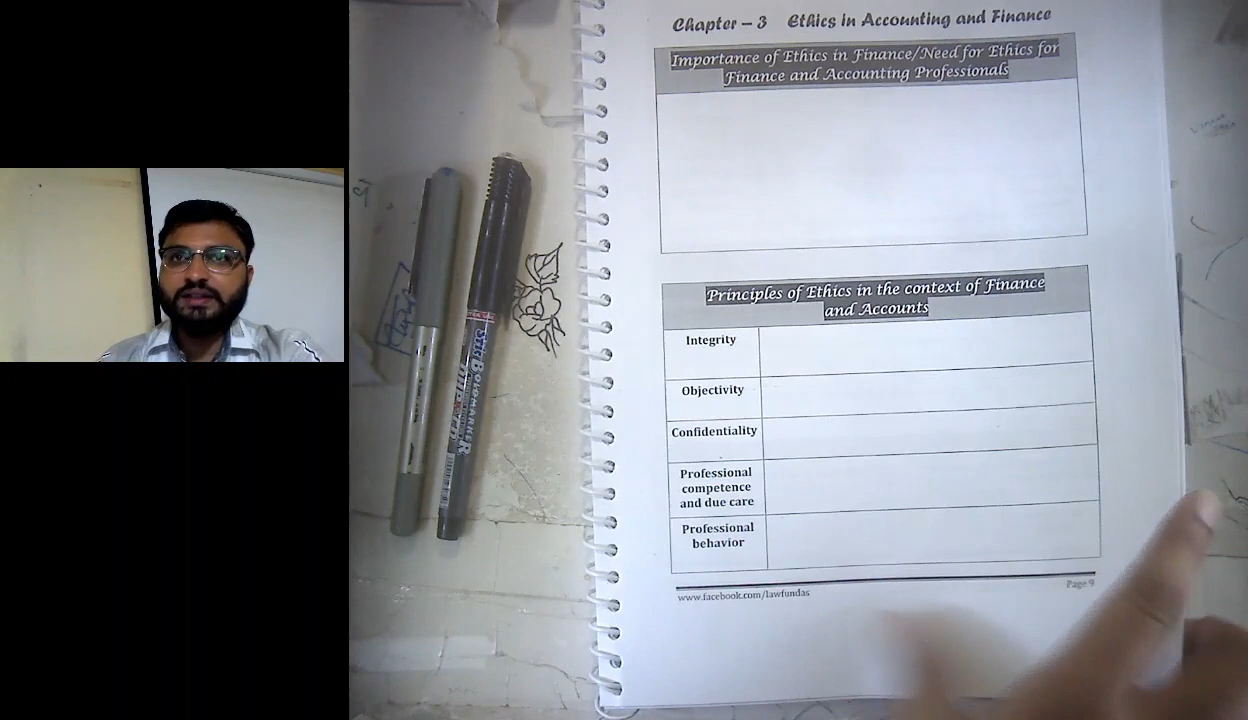 Chapter – 3 Ethics in Accounting and Finance
Importance of Ethics in Finance/Need for Ethics for
Finance and Accounting Professionals
Principles of Ethics in the context of Finance
and Accounts
Integrity
Objectivity
Confidentiality
Professional
competence
and due care
Professional
behavior
Page 9
www.facebook.com/lawfundas